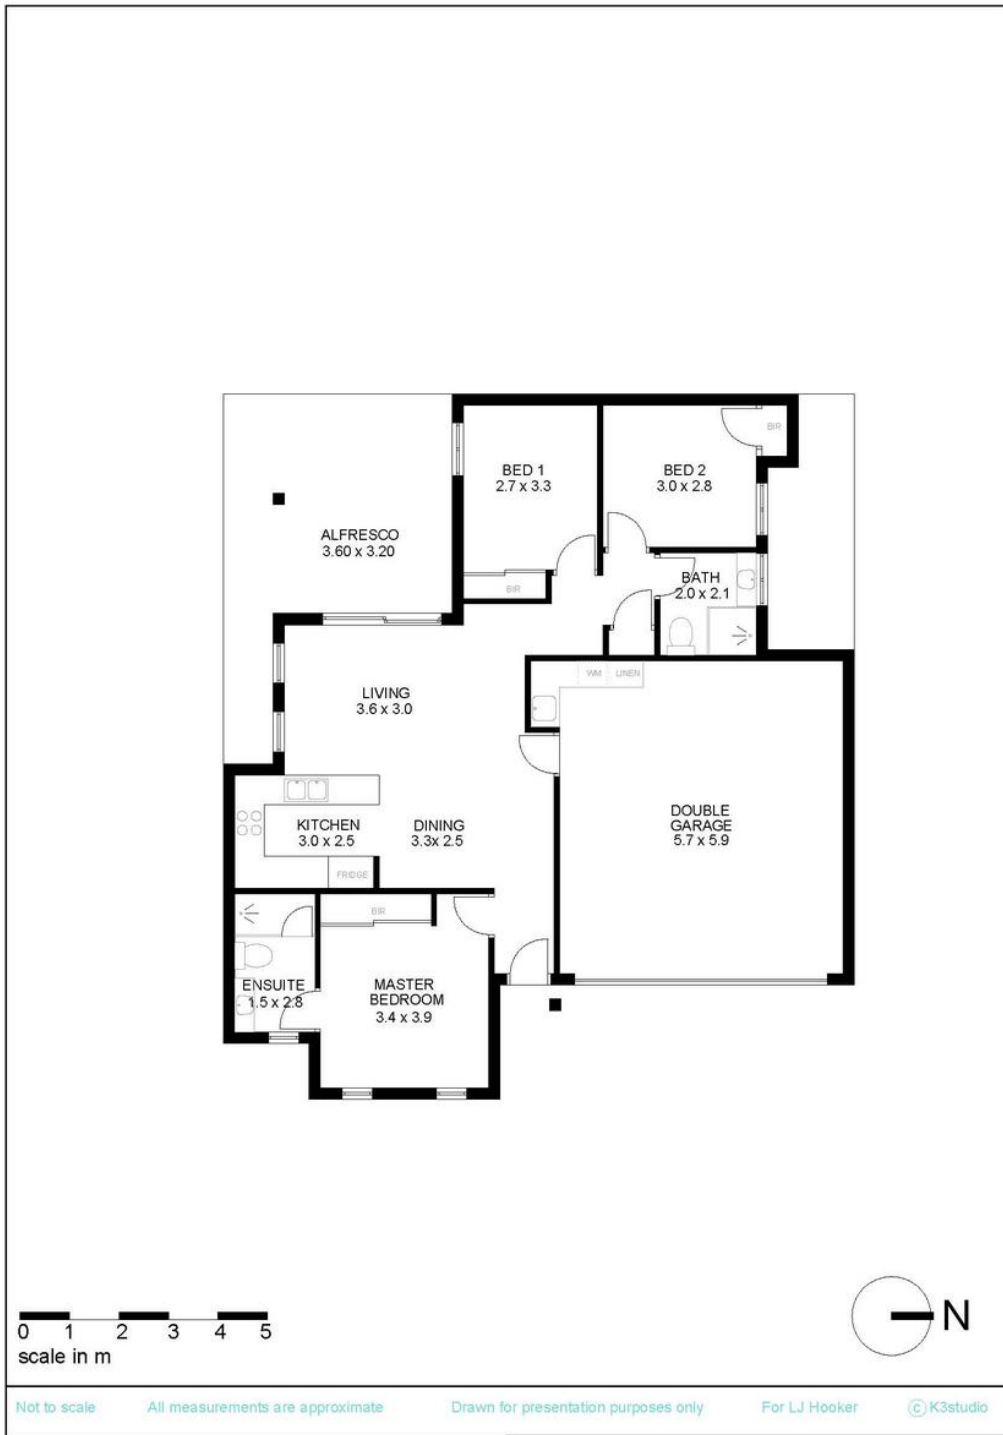 BIR
BED 1
2.7 x 3.3
BED 2
3.0 x 2.8
ALFRESCO
3.60 x 3.20
BIR
BATH
2.0 x 2.1
WM
LINEN
LIVING
3.6 x 3.0
DOUBLE
GARAGE
5.7 x 5.9
KITCHEN
3.0 x 2.5
DINING
3.3x 2.5
FRIDGE
BIR
ENSUITE
1.5 x 2.8
MASTER
BEDROOM
3.4 x 3.9
0 1 2 3 4 5
scale in m
N
Not to scale All measurements are approximate Drawn for presentation purposes only For LJ Hooker © K3studio